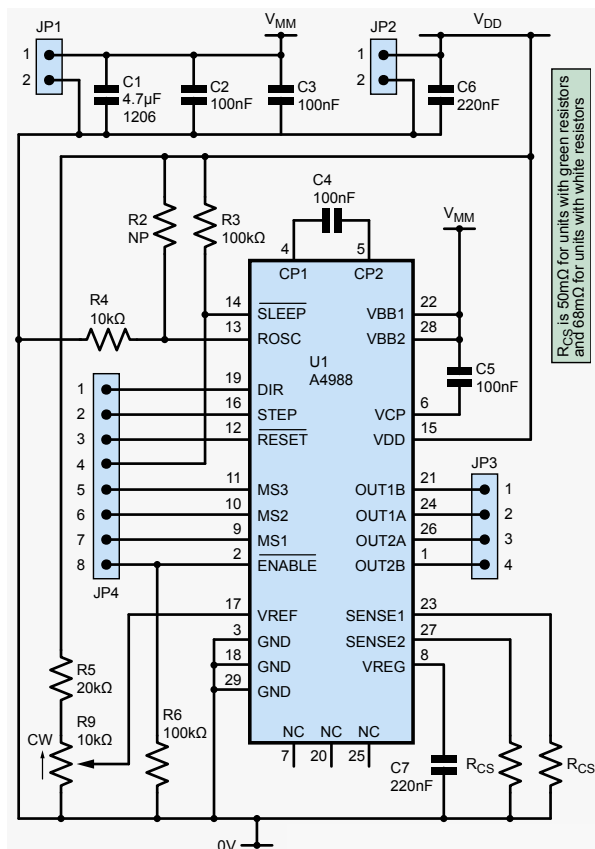 JP1
1
2
VMM
C1
4.7µF
1206
C2
100nF
C3
100nF
JP2
1
2
VDD
C6
220nF
RCS is 50mΩ for units with green resistors
and 68mΩ for units with white resistors
R2
NP
R3
100kΩ
C4
100nF
4
5
CP1
CP2
VMM
R4
10kΩ
14
SLEEP
13
ROSC
VBB1
22
VBB2
28
U1
A4988
C5
100nF
VCP
6
VDD
15
1
19
DIR
2
16
STEP
3
12
RESET
4
5
11
MS3
6
10
MS2
7
9
MS1
8
2
ENABLE
JP4
JP3
OUT1B
21
1
OUT1A
24
2
OUT2A
26
3
OUT2B
1
4
17
VREF
3
GND
18
GND
29
GND
SENSE1
23
SENSE2
27
VREG
8
R5
20kΩ
R9
10kΩ
CW
R6
100kΩ
NC
NC
NC
7
20
25
C7
220nF
RCS
RCS
0V